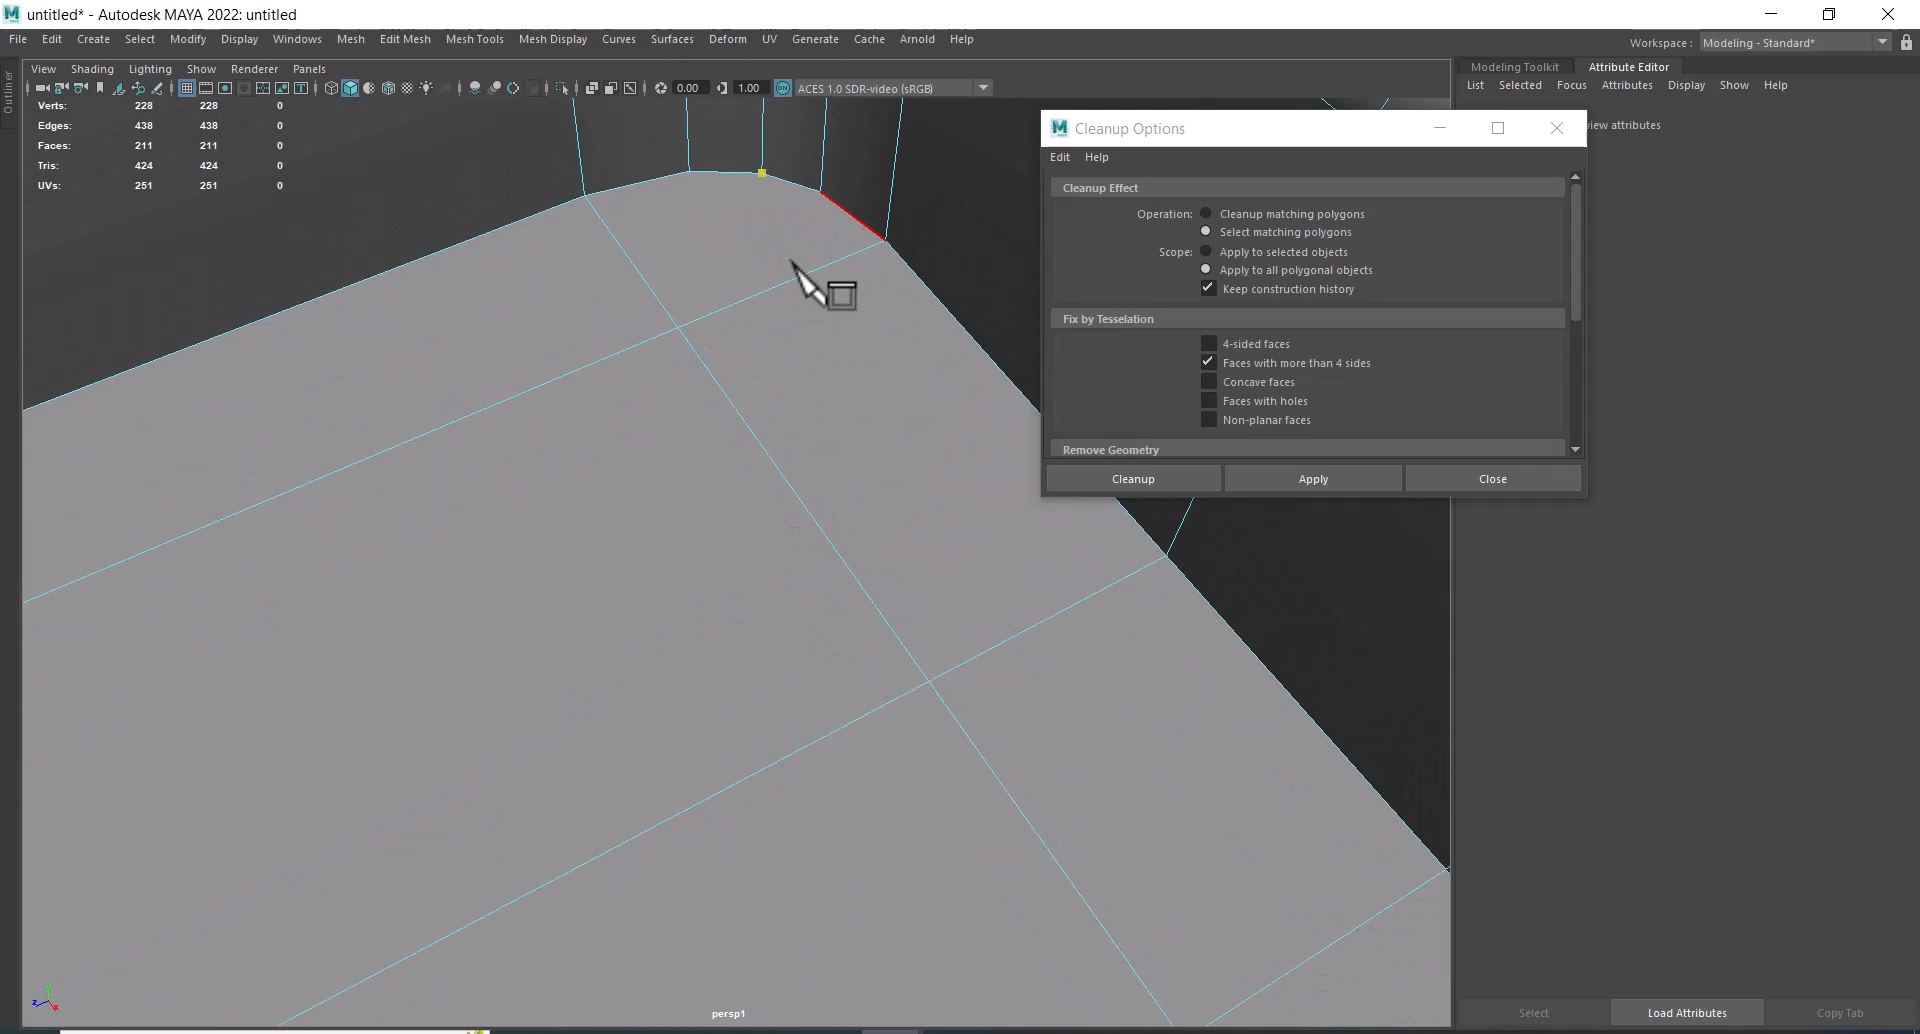 untitled* - Autodesk MAYA 2022: untitled
File Edit Create Select Modify Display Windows Mesh Edit Mesh Mesh Tools Mesh Display Curves Surfaces Deform UV Generate Cache Arnold Help
Workspace : Modeling - Standard*
Outliner
View Shading Lighting Show Renderer Panels
0.00 1.00 ON ACES 1.0 SDR-video (sRGB)
Verts: 228 228 0
Edges: 438 438 0
Faces: 211 211 0
Tris: 424 424 0
UVs: 251 251 0
Modeling Toolkit Attribute Editor
List Selected Focus Attributes Display Show Help
view attributes
Cleanup Options
Edit Help
Cleanup Effect
Operation: Cleanup matching polygons
Select matching polygons
Scope: Apply to selected objects
Apply to all polygonal objects
Keep construction history
Fix by Tesselation
4-sided faces
Faces with more than 4 sides
Concave faces
Faces with holes
Non-planar faces
Remove Geometry
Cleanup Apply Close
persp1
Select Load Attributes Copy Tab